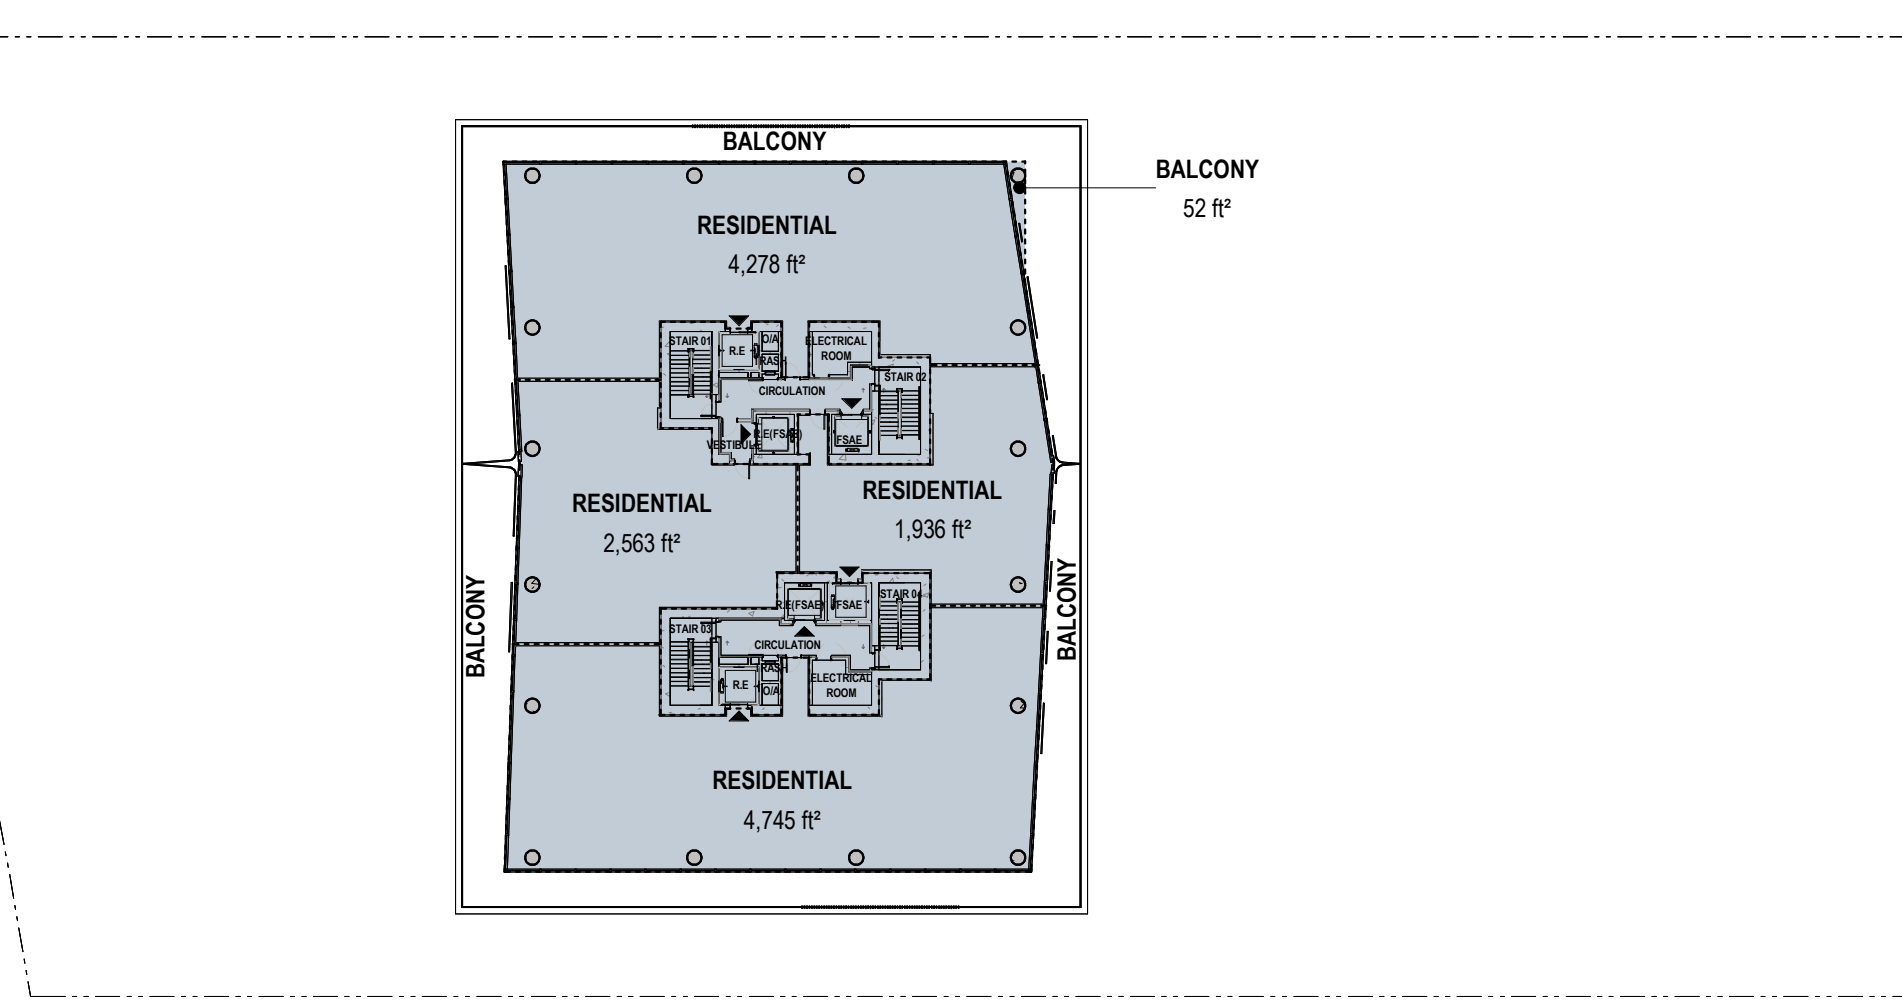 BALCONY
BALCONY
52 ft²
RESIDENTIAL
4,278 ft²
STAIR 01
R.E
O/A
ELECTRICAL
ROOM
STAIR 02
CIRCULATION
R.E(FSAE)
FSAE
VESTIBULE
RESIDENTIAL
2,563 ft²
RESIDENTIAL
1,936 ft²
BALCONY
BALCONY
R.E(FSAE)
FSAE
STAIR 04
STAIR 03
CIRCULATION
R.E
O/A
ELECTRICAL
ROOM
RESIDENTIAL
4,745 ft²